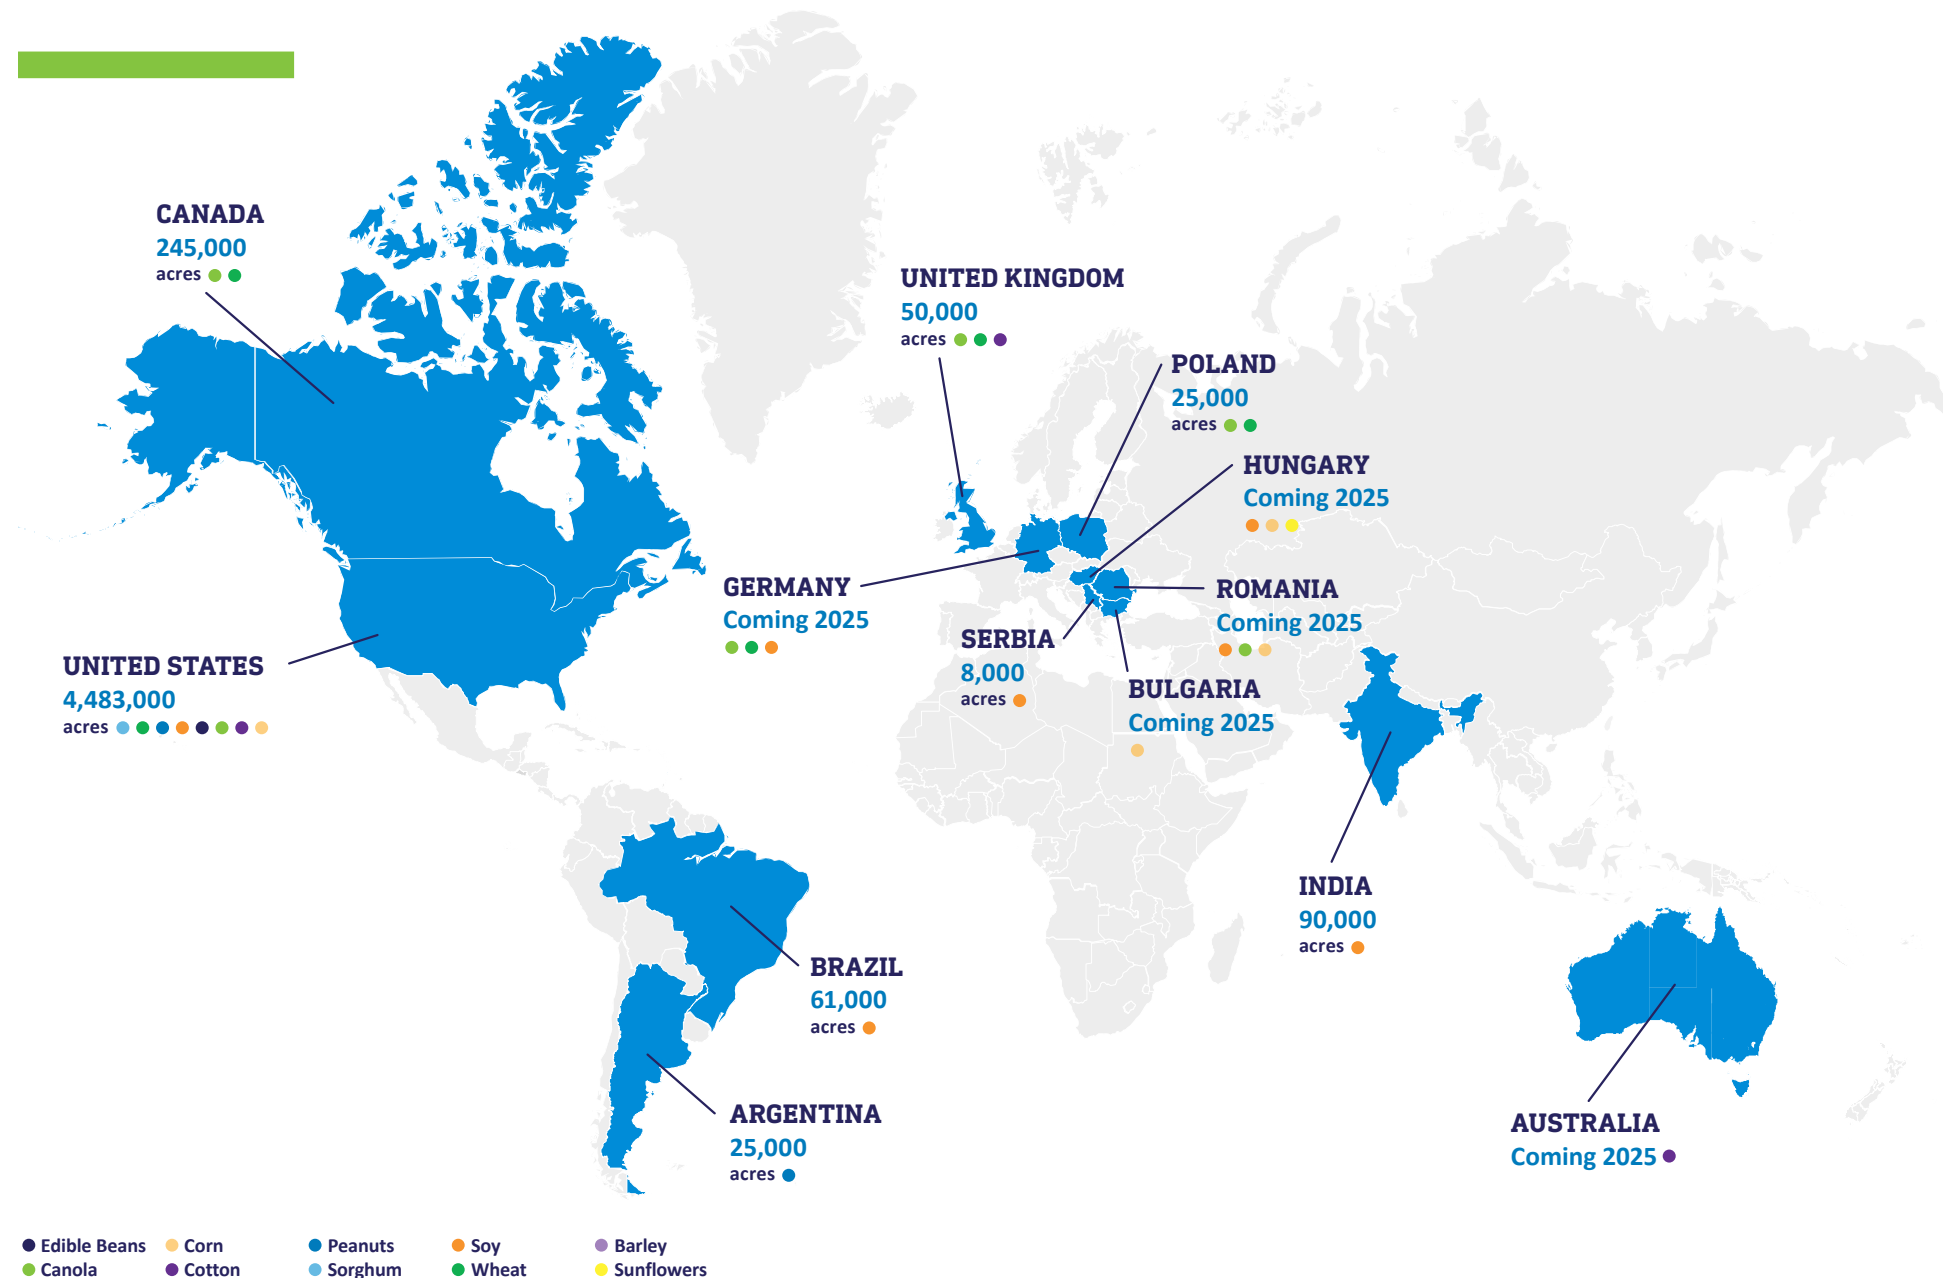 CANADA
245,000
acres
UNITED KINGDOM
50,000
acres
POLAND
25,000
acres
HUNGARY
Coming 2025
GERMANY
Coming 2025
ROMANIA
Coming 2025
SERBIA
8,000
acres
BULGARIA
Coming 2025
UNITED STATES
4,483,000
acres
INDIA
90,000
acres
BRAZIL
61,000
acres
ARGENTINA
25,000
acres
AUSTRALIA
Coming 2025
Edible Beans Corn Peanuts Soy Barley
Canola Cotton Sorghum Wheat Sunflowers